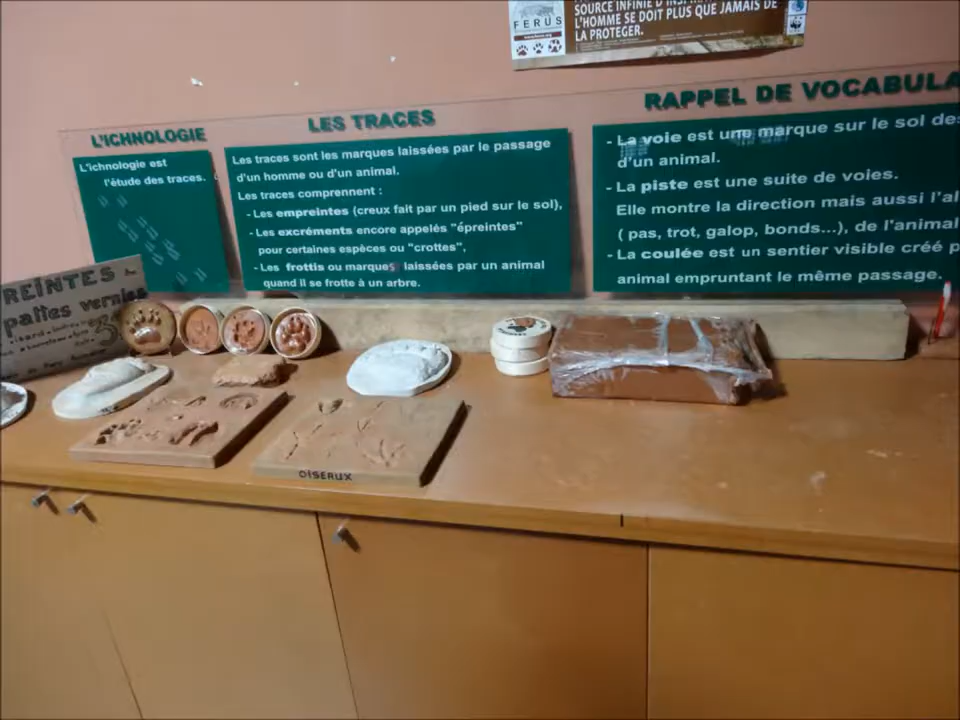 FERUS
www.ferus.org
SOURCE INFINIE D'INSPIRA
L'HOMME SE DOIT PLUS QUE JAMAIS DE
LA PROTEGER.
WWF
L'ICHNOLOGIE
L'ichnologie est
l'étude des traces.
LES TRACES
Les traces sont les marques laissées par le passage
d'un homme ou d'un animal.
Les traces comprennent :
- Les empreintes (creux fait par un pied sur le sol),
- Les excréments encore appelés "épreintes"
pour certaines espèces ou "crottes",
- Les frottis ou marques laissées par un animal
quand il se frotte à un arbre.
RAPPEL DE VOCABULA
- La voie est une marque sur le sol des
d'un animal.
- La piste est une suite de voies.
Elle montre la direction mais aussi l'al
( pas, trot, galop, bonds...), de l'animal
- La coulée est un sentier visible créé p
animal empruntant le même passage.
REINTES
pattes vernies
3
OISEAUX